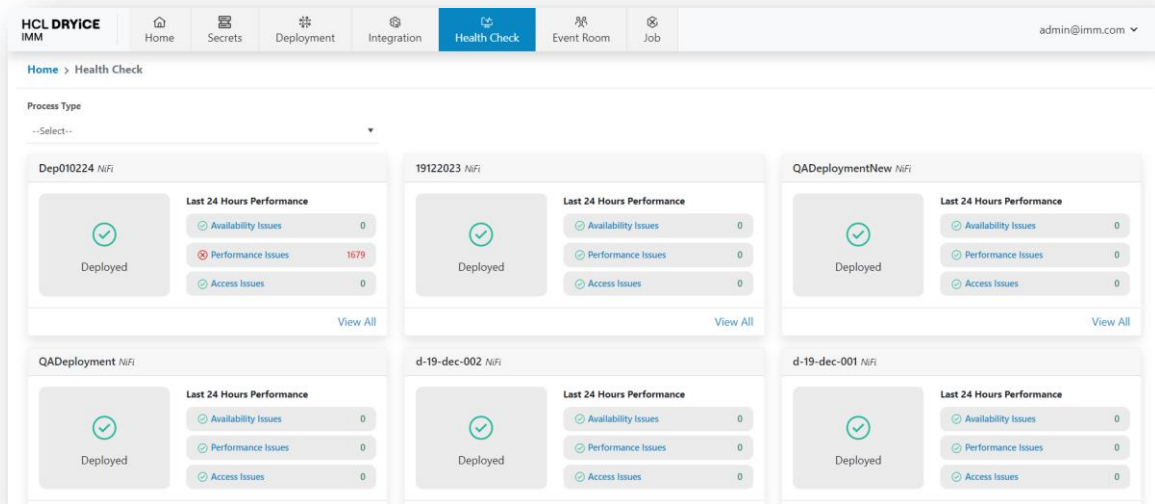 HCL DRYiCE
IMM
Home
Secrets
Deployment
Integration
Health Check
Event Room
Job
admin@imm.com
Home > Health Check
Process Type
--Select--
Dep010224 NiFi
Deployed
Last 24 Hours Performance
Availability Issues 0
Performance Issues 1679
Access Issues 0
View All
19122023 NiFi
Deployed
Last 24 Hours Performance
Availability Issues 0
Performance Issues 0
Access Issues 0
View All
QADeploymentNew NiFi
Deployed
Last 24 Hours Performance
Availability Issues 0
Performance Issues 0
Access Issues 0
View All
QADeployment NiFi
Deployed
Last 24 Hours Performance
Availability Issues 0
Performance Issues 0
Access Issues 0
d-19-dec-002 NiFi
Deployed
Last 24 Hours Performance
Availability Issues 0
Performance Issues 0
Access Issues 0
d-19-dec-001 NiFi
Deployed
Last 24 Hours Performance
Availability Issues 0
Performance Issues 0
Access Issues 0